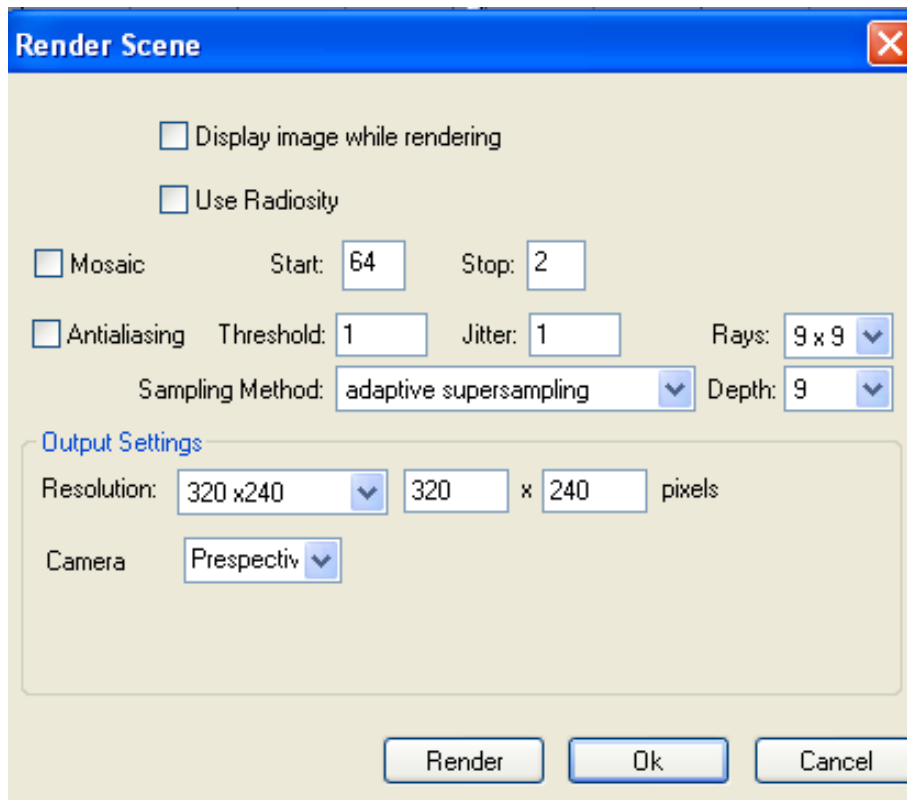 Render Scene
Display image while rendering
Use Radiosity
Mosaic Start: 64 Stop: 2
Antialiasing Threshold: 1 Jitter: 1 Rays: 9 x 9
Sampling Method: adaptive supersampling Depth: 9
Output Settings
Resolution: 320 x240 320 x 240 pixels
Camera Prespectiv
Render Ok Cancel